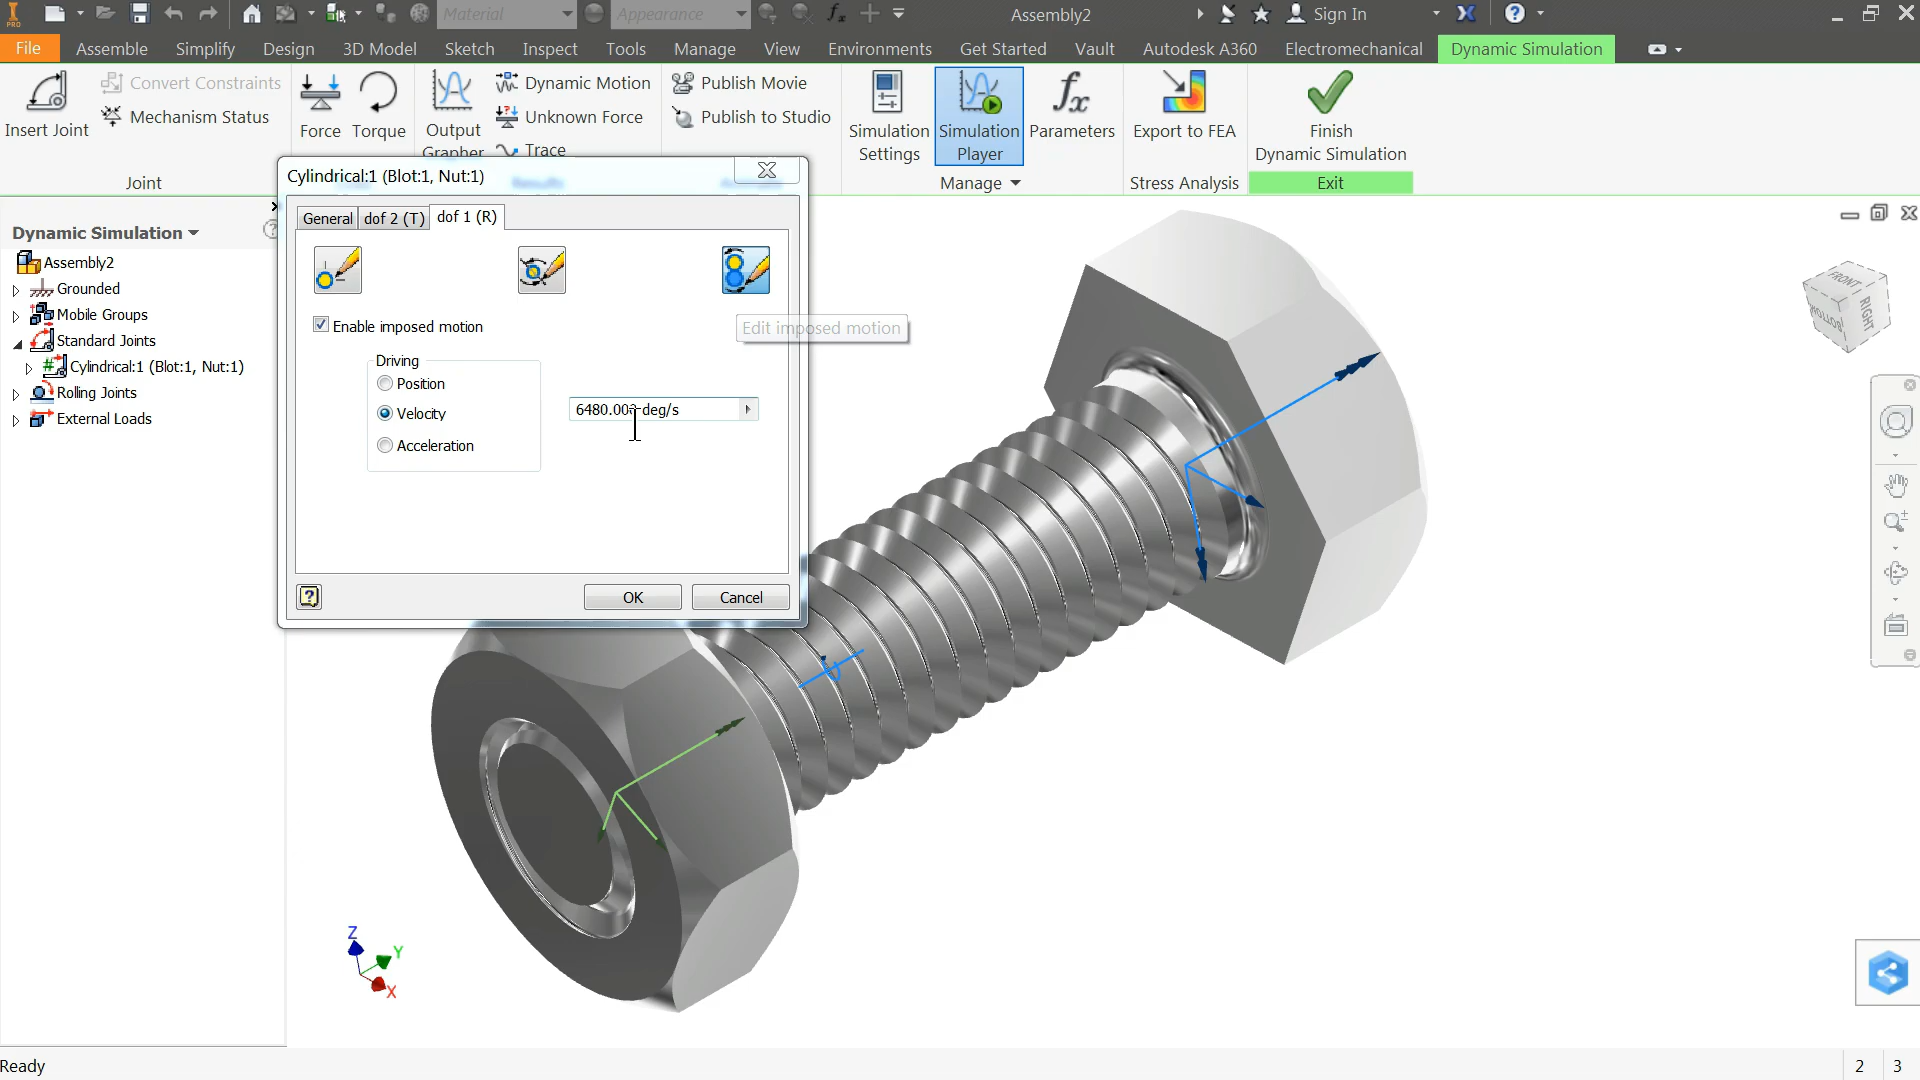 PRO
Material
Appearance
Assembly2
Sign In
File
Assemble
Simplify
Design
3D Model
Sketch
Inspect
Tools
Manage
View
Environments
Get Started
Vault
Autodesk A360
Electromechanical
Dynamic Simulation
Insert Joint
Convert Constraints
Mechanism Status
Joint
Force
Torque
Output
Grapher
Dynamic Motion
Unknown Force
Trace
Results
Publish Movie
Publish to Studio
Simulation
Settings
Simulation
Player
Parameters
Manage
Export to FEA
Stress Analysis
Finish
Dynamic Simulation
Exit
Dynamic Simulation
Assembly2
Grounded
Mobile Groups
Standard Joints
Cylindrical:1 (Blot:1, Nut:1)
Rolling Joints
External Loads
Cylindrical:1 (Blot:1, Nut:1)
General
dof 2 (T)
dof 1 (R)
Enable imposed motion
Edit imposed motion
Driving
Position
Velocity
Acceleration
deg/s
OK
Cancel
FRONT
RIGHT
BOTTOM
Z
Y
X
Ready
2
3